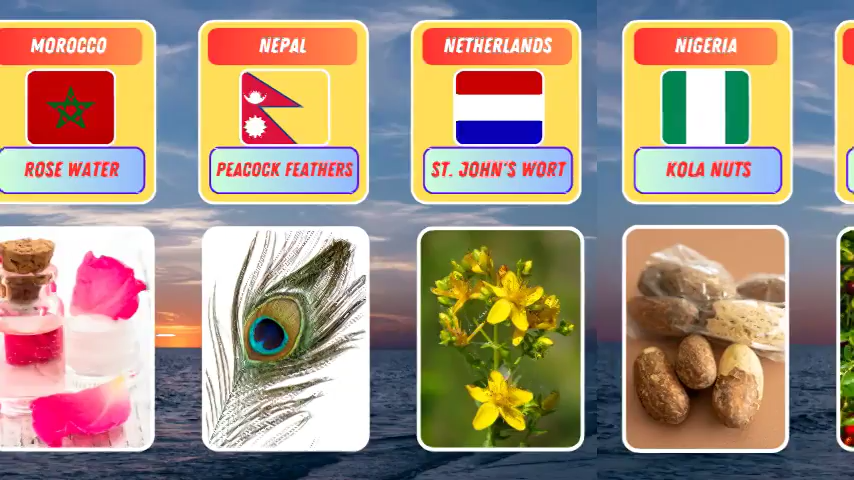 MOROCCO
NEPAL
NETHERLANDS
NIGERIA
ROSE WATER
PEACOCK FEATHERS
ST. JOHN'S WORT
KOLA NUTS